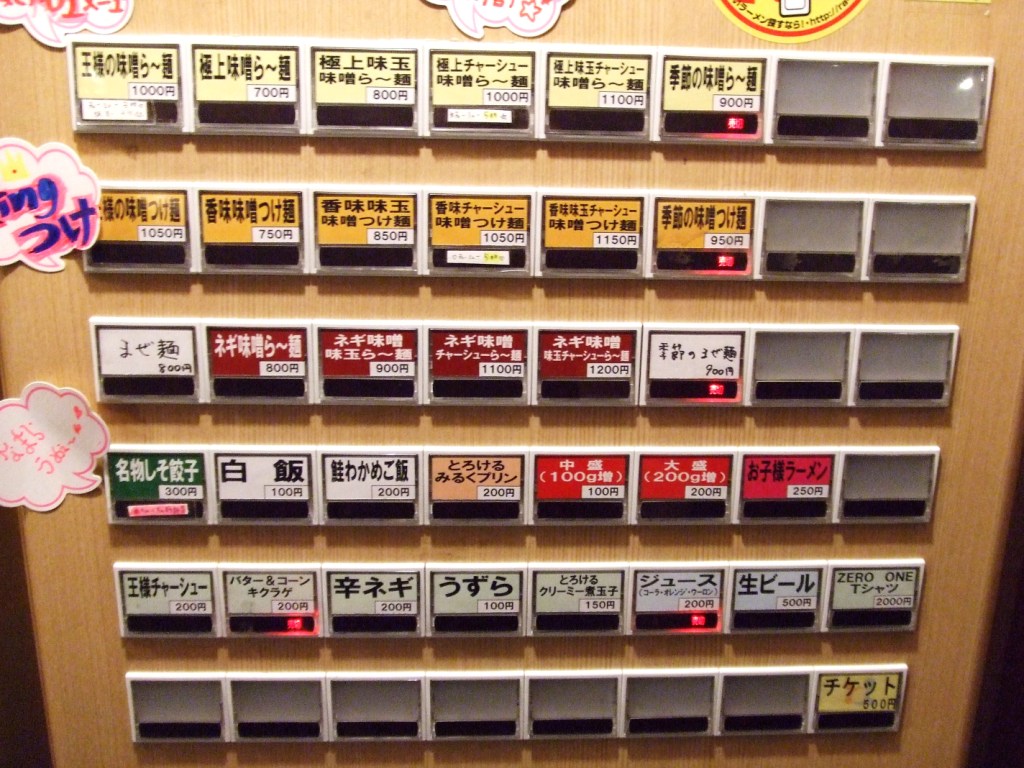 王様の味噌ら〜麺
1000円
極上味噌ら〜麺
700円
極上味玉
味噌ら〜麺
800円
極上チャーシュー
味噌ら〜麺
1000円
極上味玉チャーシュー
味噌ら〜麺
1100円
季節の味噌ら〜麺
900円
売切
様の味噌つけ麺
1050円
香味味噌つけ麺
750円
香味味玉
味噌つけ麺
850円
香味チャーシュー
味噌つけ麺
1050円
香味味玉チャーシュー
味噌つけ麺
1150円
季節の味噌つけ麺
950円
売切
ing
つけ
まぜ麺
800円
ネギ味噌ら〜麺
800円
ネギ味噌
味玉ら〜麺
900円
ネギ味噌
チャーシューら〜麺
1100円
ネギ味噌
味玉チャーシューら〜麺
1200円
季節のまぜ麺
900円
売切
名物しそ餃子
300円
白飯
100円
鮭わかめご飯
200円
とろける
みるくプリン
200円
中盛
(100g増)
100円
大盛
(200g増)
200円
お子様ラーメン
250円
王様チャーシュー
200円
バター＆コーン
キクラゲ
200円
売切
辛ネギ
200円
うずら
100円
とろける
クリーミー煮玉子
150円
ジュース
(コーラ・オレンジ・ウーロン)
200円
売切
生ビール
500円
ZERO ONE
Tシャツ
2000円
チケット
500円